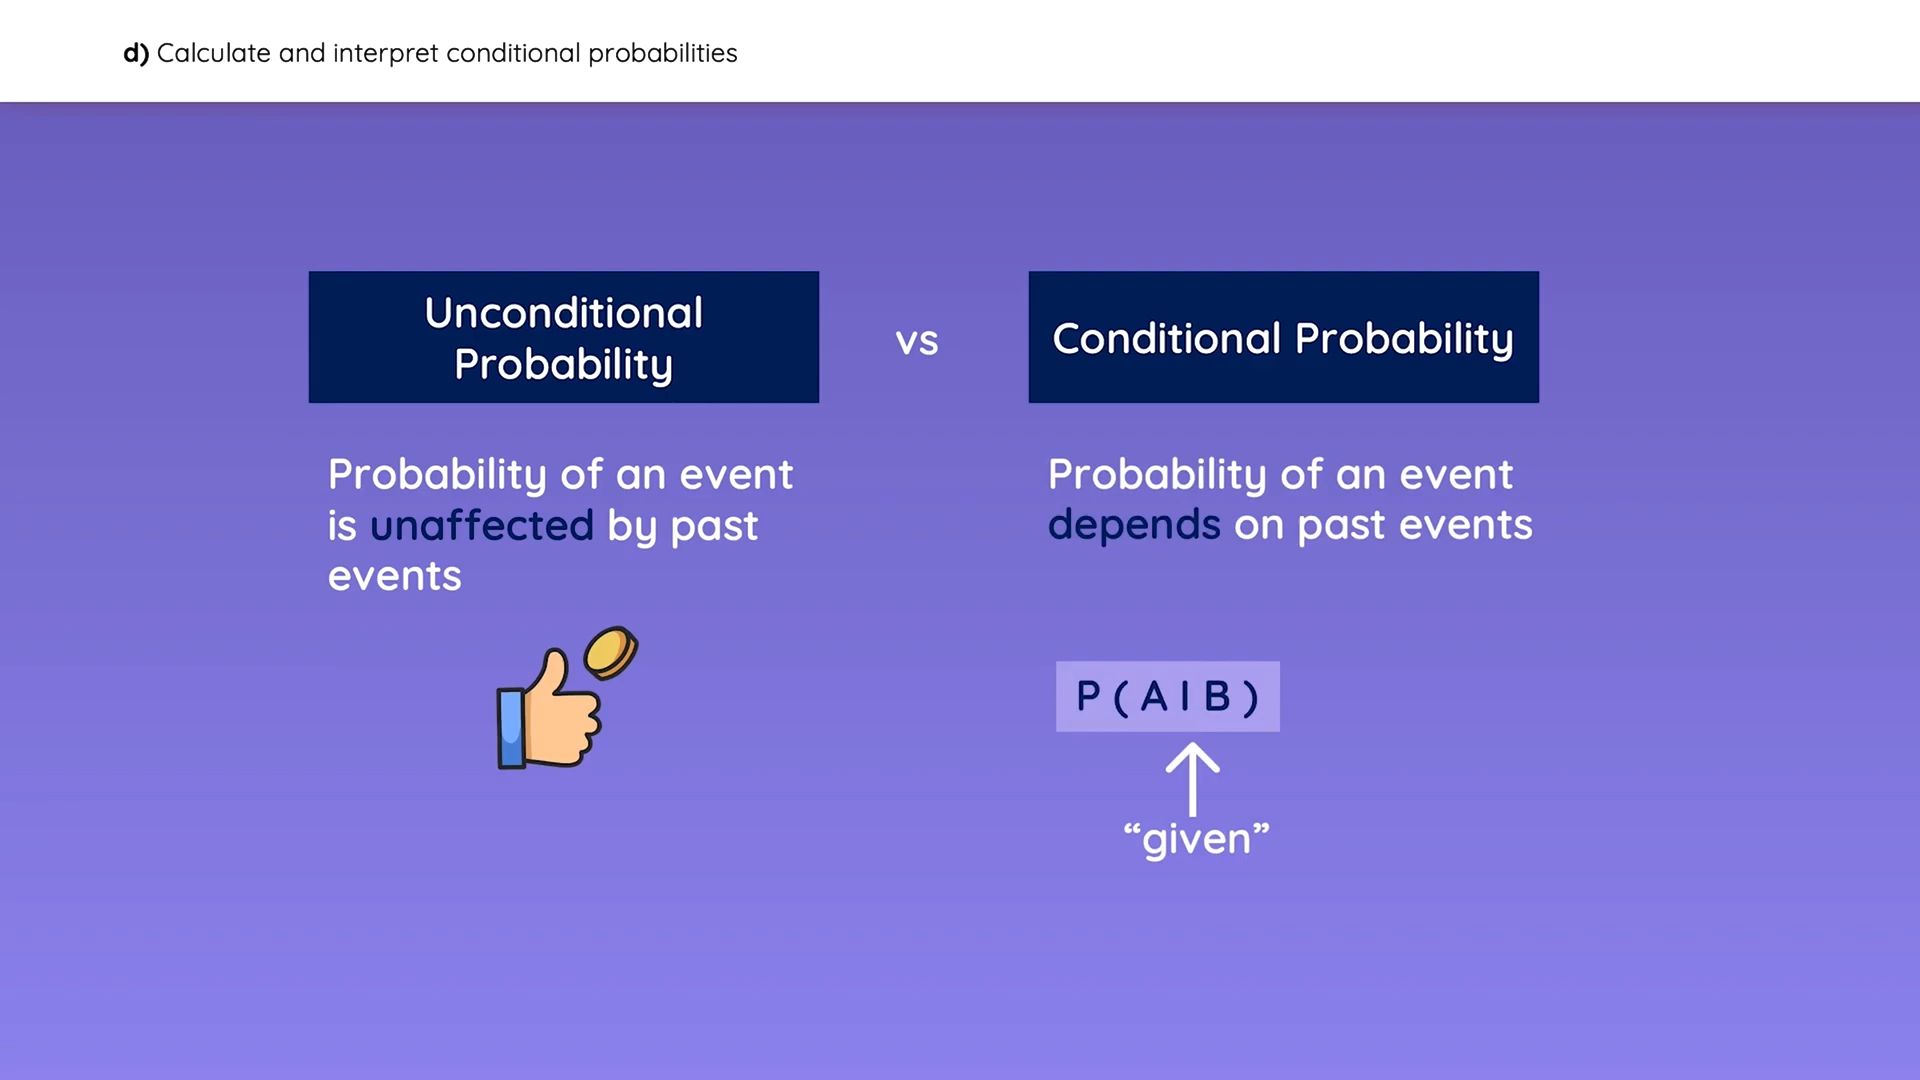 d) Calculate and interpret conditional probabilities
Unconditional
Probability
vs
Conditional Probability
Probability of an event
is unaffected by past
events
Probability of an event
depends on past events
P ( A | B )
“given”